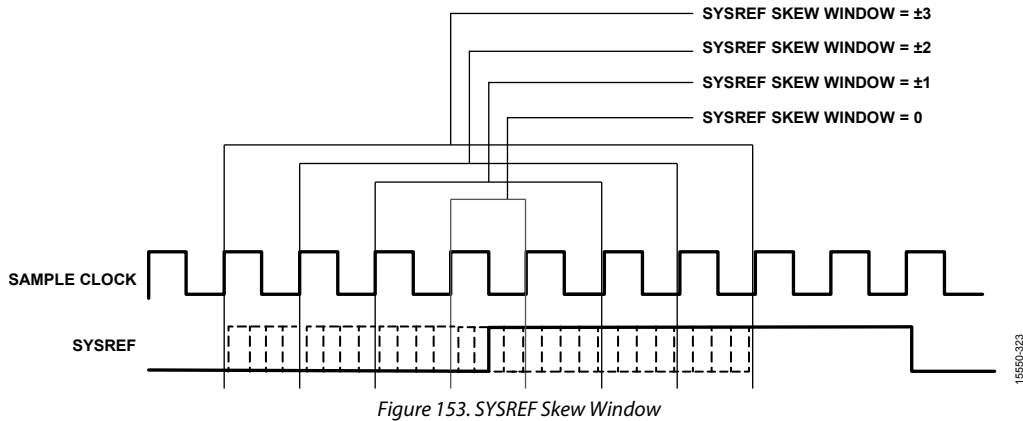 SYSREF SKEW WINDOW = ±3
SYSREF SKEW WINDOW = ±2
SYSREF SKEW WINDOW = ±1
SYSREF SKEW WINDOW = 0
SAMPLE CLOCK
SYSREF
15550-323
Figure 153. SYSREF Skew Window